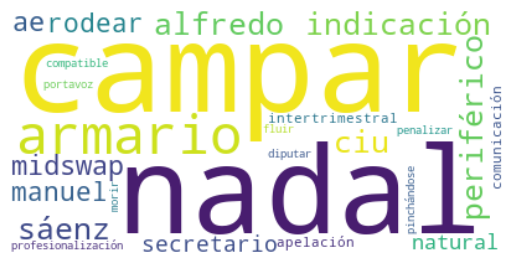 ae rodear alfredo indicación
campar
compatible
portavoz
armario
intertrimestral
fluir
ciu
penalizar
periférico
comunicación
midswap
nadal
diputar
manuel
morir
pinchándose
sáenz
secretario
apelación
natural
profesionalización